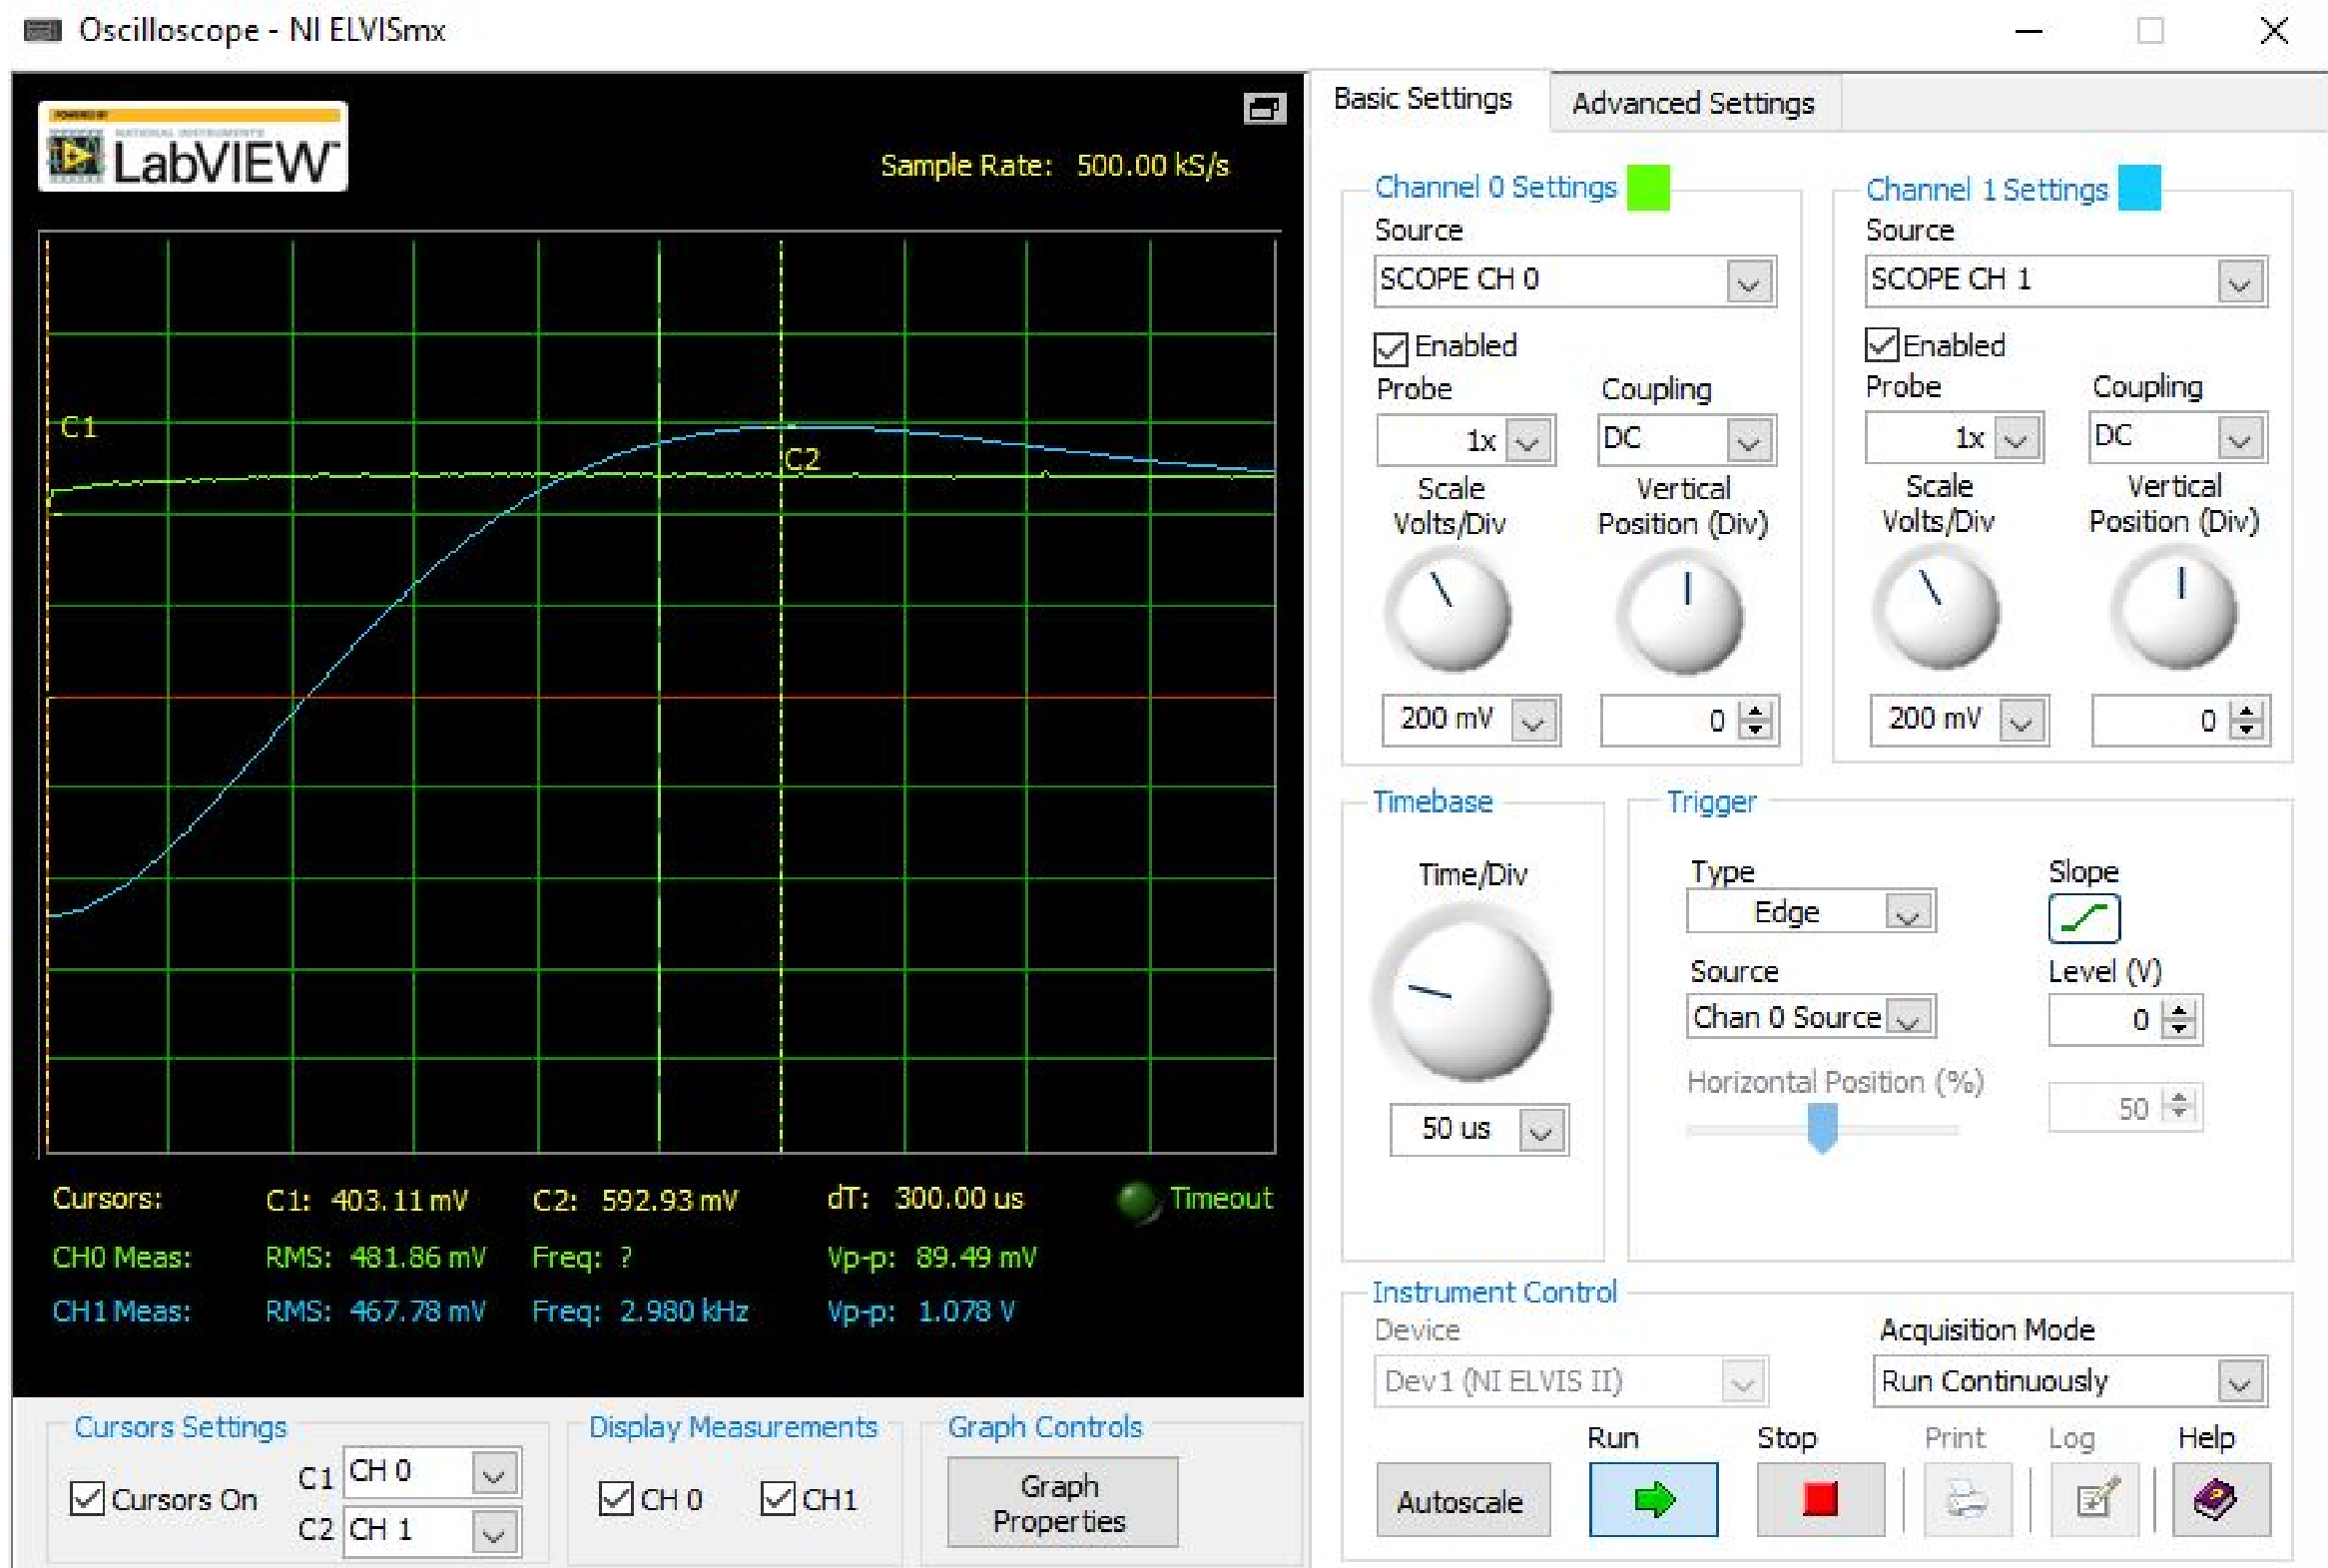 Oscilloscope - NI ELVISmx
POWERED BY
NATIONAL INSTRUMENTS
LabVIEW™
Sample Rate: 500.00 kS/s
C1
C2
Cursors: C1: 403.11 mV C2: 592.93 mV dT: 300.00 us Timeout
CH0 Meas: RMS: 481.86 mV Freq: ? Vp-p: 89.49 mV
CH1 Meas: RMS: 467.78 mV Freq: 2.980 kHz Vp-p: 1.078 V
Cursors Settings
Cursors On
C1 CH 0
C2 CH 1
Display Measurements
CH 0 CH1
Graph Controls
Graph
Properties
Basic Settings Advanced Settings
Channel 0 Settings
Source
SCOPE CH 0
Enabled
Probe Coupling
1x DC
Scale Vertical
Volts/Div Position (Div)
200 mV 0
Channel 1 Settings
Source
SCOPE CH 1
Enabled
Probe Coupling
1x DC
Scale Vertical
Volts/Div Position (Div)
200 mV 0
Timebase
Time/Div
50 us
Trigger
Type Slope
Edge
Source Level (V)
Chan 0 Source 0
Horizontal Position (%)
50
Instrument Control
Device Acquisition Mode
Dev1 (NI ELVIS II) Run Continuously
Run Stop Print Log Help
Autoscale